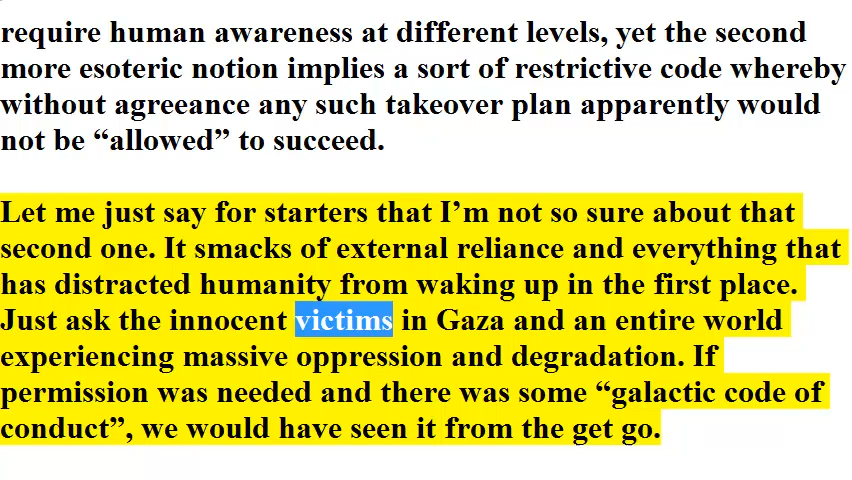 require human awareness at different levels, yet the second
more esoteric notion implies a sort of restrictive code whereby
without agreeance any such takeover plan apparently would
not be “allowed” to succeed.
Let me just say for starters that I’m not so sure about that
second one. It smacks of external reliance and everything that
has distracted humanity from waking up in the first place.
Just ask the innocent victims in Gaza and an entire world
experiencing massive oppression and degradation. If
permission was needed and there was some “galactic code of
conduct”, we would have seen it from the get go.